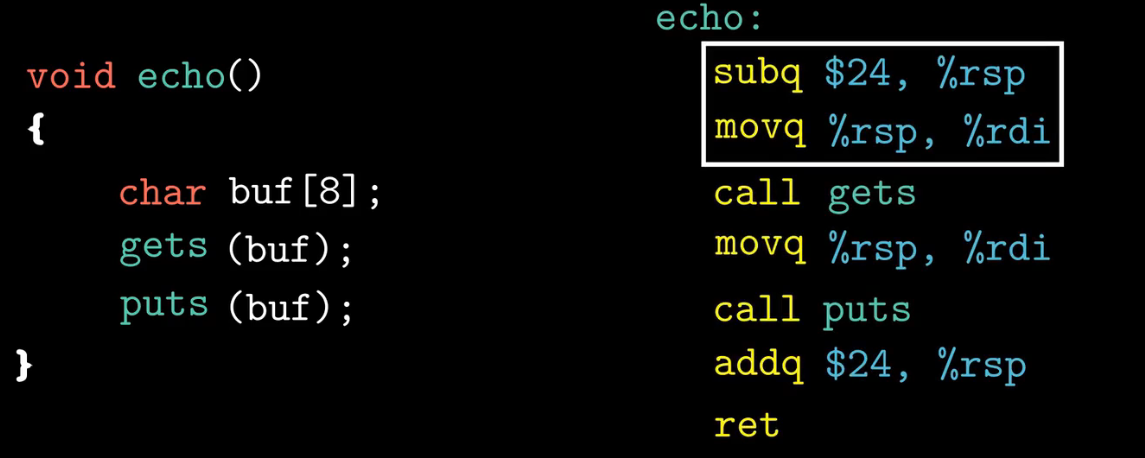 void echo()
{
char buf[8];
gets (buf);
puts (buf);
}
echo:
subq $24, %rsp
movq %rsp, %rdi
call gets
movq %rsp, %rdi
call puts
addq $24, %rsp
ret